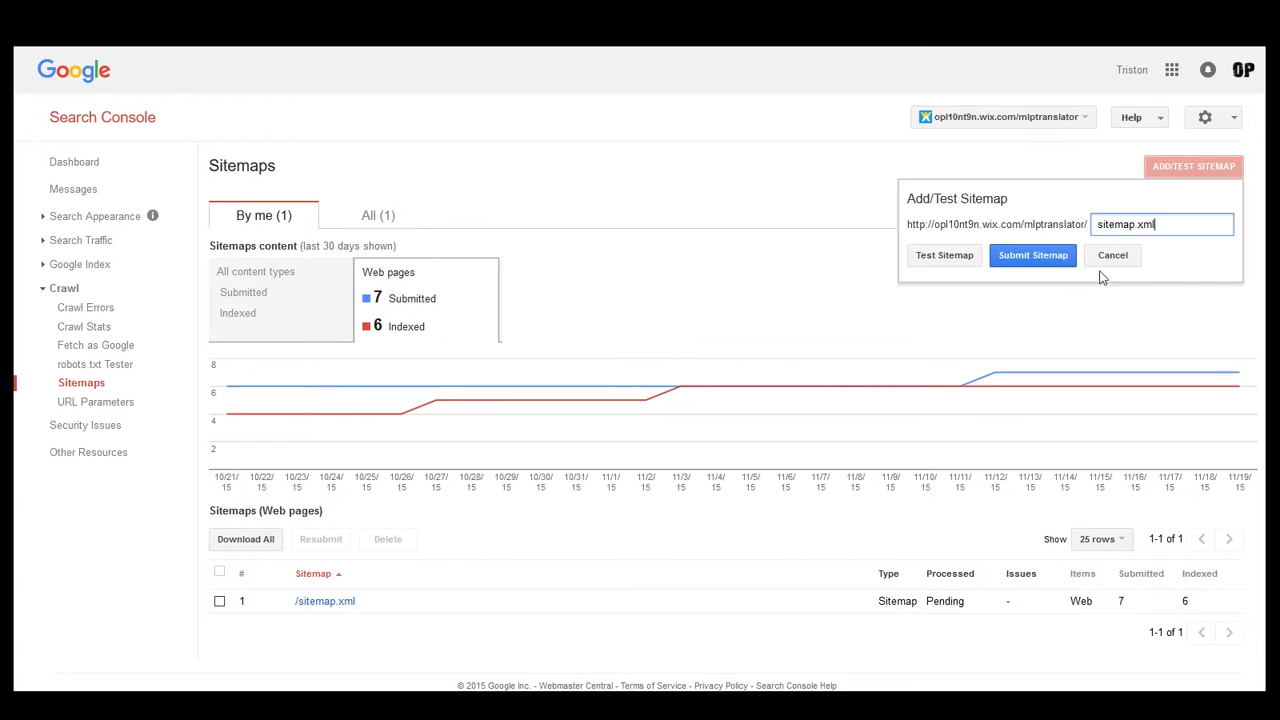 Google
Triston
OP
Search Console
opl10nt9n.wix.com/mlptranslator
Help
Dashboard
Messages
Search Appearance
Search Traffic
Google Index
Crawl
Crawl Errors
Crawl Stats
Fetch as Google
robots.txt Tester
Sitemaps
URL Parameters
Security Issues
Other Resources
Sitemaps
ADD/TEST SITEMAP
Add/Test Sitemap
http://opl10nt9n.wix.com/mlptranslator/ sitemap.xml
Test Sitemap Submit Sitemap Cancel
By me (1) All (1)
Sitemaps content (last 30 days shown)
All content types
Submitted
Indexed
Web pages
7 Submitted
6 Indexed
8
6
4
2
10/21/ 10/22/ 10/23/ 10/24/ 10/25/ 10/26/ 10/27/ 10/28/ 10/29/ 10/30/ 10/31/ 11/1/ 11/2/ 11/3/ 11/4/ 11/5/ 11/6/ 11/7/ 11/8/ 11/9/ 11/10/ 11/11/ 11/12/ 11/13/ 11/14/ 11/15/ 11/16/ 11/17/ 11/18/ 11/19/
15 15 15 15 15 15 15 15 15 15 15 15 15 15 15 15 15 15 15 15 15 15 15 15 15 15 15 15 15 15
Sitemaps (Web pages)
Download All Resubmit Delete
Show 25 rows 1-1 of 1
# Sitemap Type Processed Issues Items Submitted Indexed
1 /sitemap.xml Sitemap Pending - Web 7 6
1-1 of 1
© 2015 Google Inc. - Webmaster Central - Terms of Service - Privacy Policy - Search Console Help